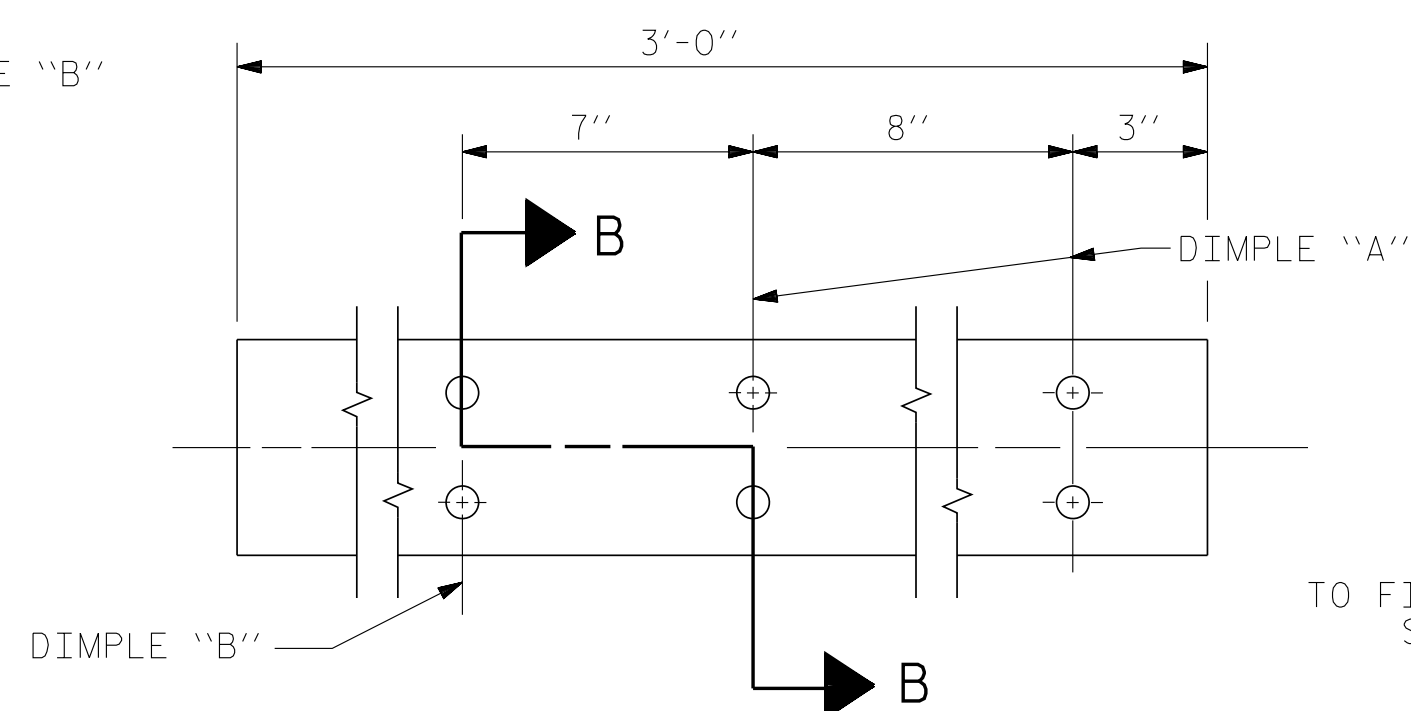 3'-0"
E "B"
7" 8" 3"
B
DIMPLE "A"
TO FI
S
DIMPLE "B"
B